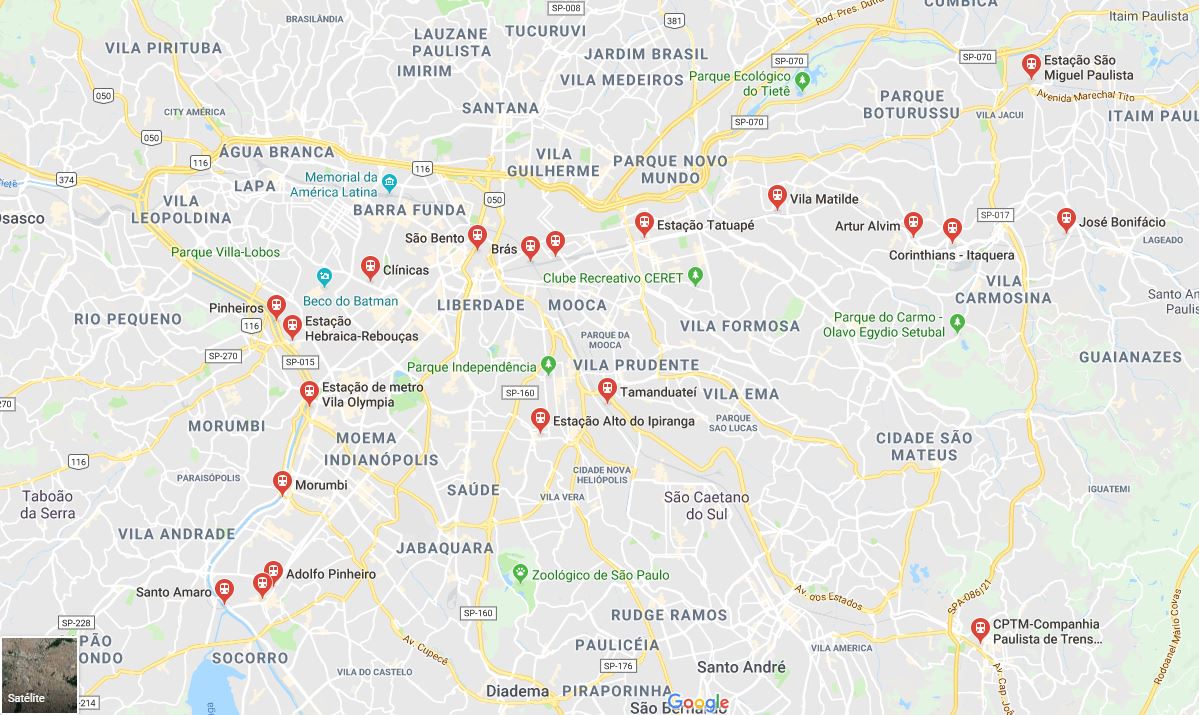 SP-008
CUMBICA
BRASILÂNDIA
381
Rod. Pres. Dutra
Itaim Paulista
LAUZANE
PAULISTA
TUCURUVI
VILA PIRITUBA
JARDIM BRASIL
SP-070
SP-070
Estação São
Miguel Paulista
IMIRIM
VILA MEDEIROS
Parque Ecológico
do Tietê
050
PARQUE
BOTURUSSU
Avenida Marechal Tito
CITY AMÉRICA
SANTANA
SP-070
VILA JACUI
ITAIM PAUL
050
ÁGUA BRANCA
116
116
VILA
GUILHERME
PARQUE NOVO
MUNDO
374
Tietê
LAPA
Memorial da
América Latina
VILA
LEOPOLDINA
BARRA FUNDA
050
Vila Matilde
Osasco
São Bento
Brás
Estação Tatuapé
Artur Alvim
SP-017
José Bonifácio
LAGEADO
Parque Villa-Lobos
Clínicas
Corinthians - Itaquera
Clube Recreativo CERET
Beco do Batman
LIBERDADE
MOOCA
VILA
CARMOSINA
Santo An
Paulis
Pinheiros
RIO PEQUENO
116
Estação
Hebraica-Rebouças
PARQUE DA
MOOCA
VILA FORMOSA
Parque do Carmo -
Olavo Egydio Setubal
SP-270
SP-015
Parque Independência
VILA PRUDENTE
GUAIANAZES
Estação de metro
Vila Olympia
SP-160
Tamanduateí
VILA EMA
270
MORUMBI
Estação Alto do Ipiranga
PARQUE
SAO LUCAS
MOEMA
INDIANÓPOLIS
CIDADE SÃO
MATEUS
116
PARAISÓPOLIS
Morumbi
SAÚDE
CIDADE NOVA
HELIÓPOLIS
IGUATEMI
Taboão
da Serra
VILA VERA
São Caetano
do Sul
VILA ANDRADE
JABAQUARA
Santo Amaro
Adolfo Pinheiro
Zoológico de São Paulo
Av. dos Estados
SPA-086/21
SP-160
RUDGE RAMOS
SP-228
CPTM-Companhia
Paulista de Trens...
PÃO
ONDO
SOCORRO
Av. Cupecê
PAULICÉIA
VILA AMERICA
VILA DO CASTELO
SP-176
Santo André
Rodoanel Mário Covas
Av. Cap. Joã
Satélite
214
Diadema
PIRAPORINHA
Google
São Bernardo